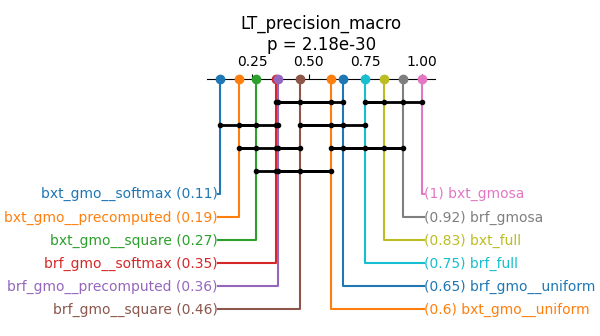 LT_precision_macro
p = 2.18e-30
0.25 0.50 0.75 1.00
bxt_gmo__softmax (0.11) (1) bxt_gmosa
bxt_gmo__precomputed (0.19) (0.92) brf_gmosa
bxt_gmo__square (0.27) (0.83) bxt_full
brf_gmo__softmax (0.35) (0.75) brf_full
brf_gmo__precomputed (0.36) (0.65) brf_gmo__uniform
brf_gmo__square (0.46) (0.6) bxt_gmo__uniform